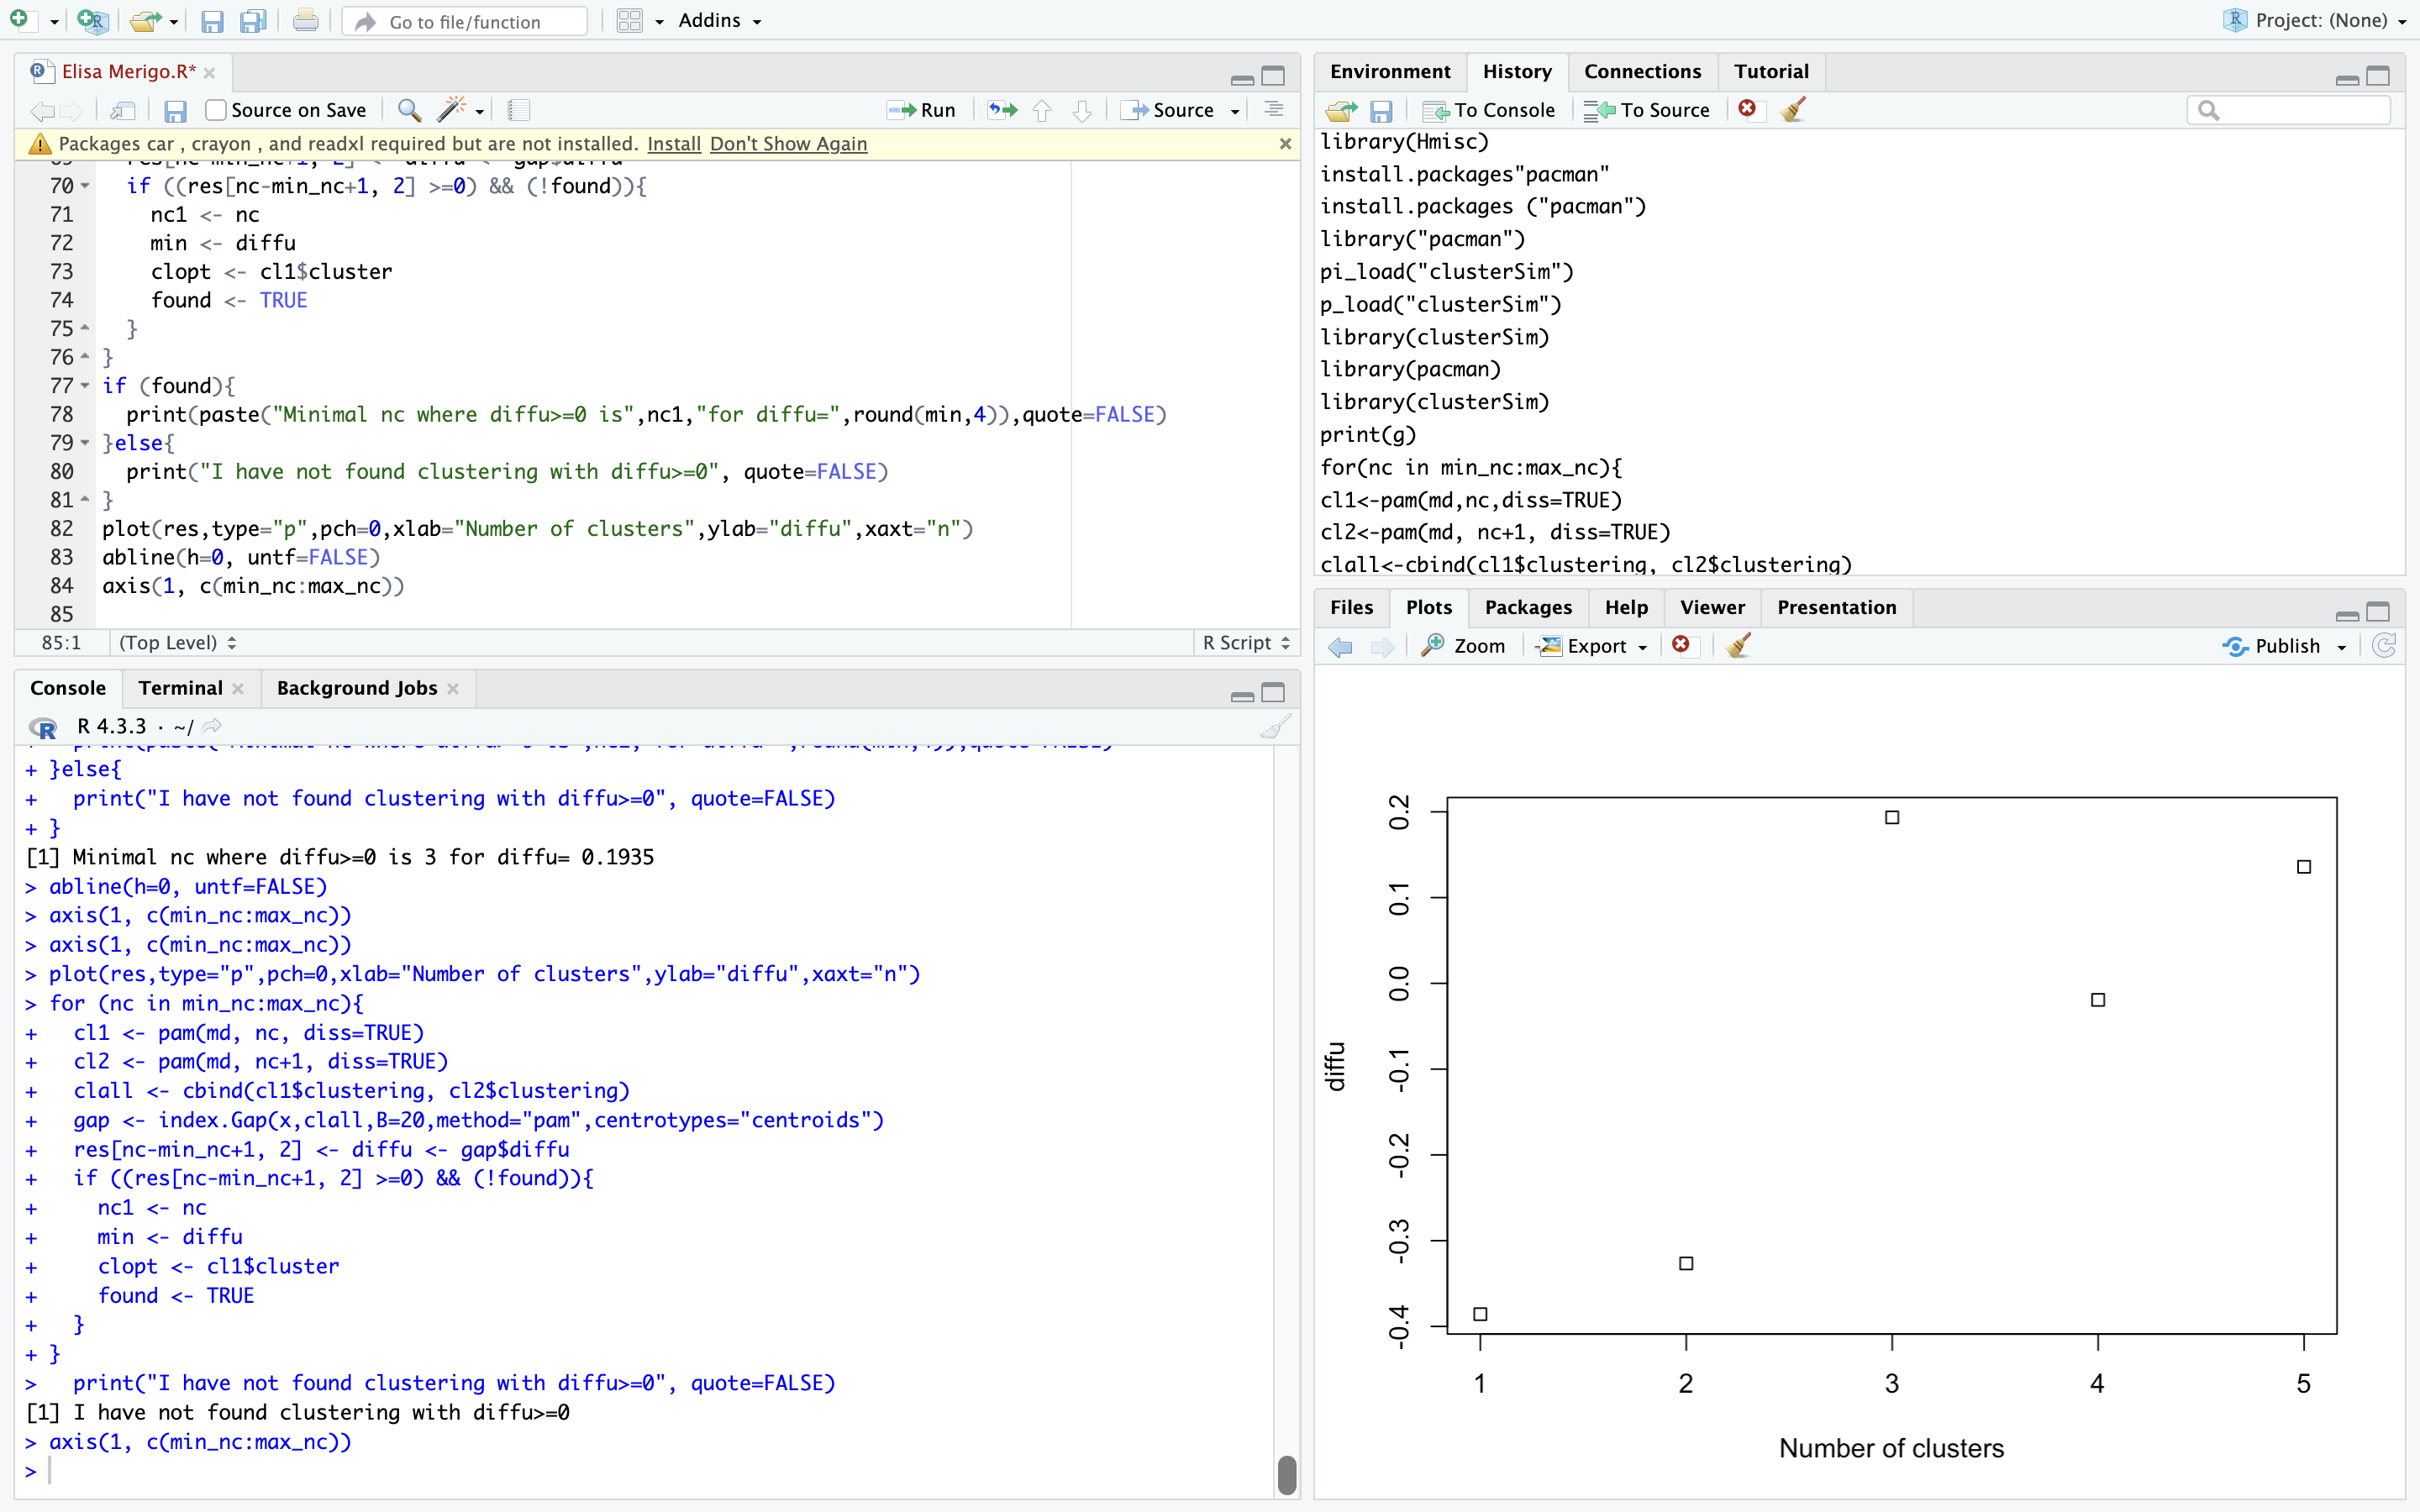 Go to file/function
Addins
Project: (None)
Elisa Merigo.R*
Source on Save
Run
Source
Packages car , crayon , and readxl required but are not installed. Install Don't Show Again
70 if ((res[nc-min_nc+1, 2] >=0) && (!found)){
71 nc1 <- nc
72 min <- diffu
73 clopt <- cl1$cluster
74 found <- TRUE
75 }
76 }
77 if (found){
78 print(paste("Minimal nc where diffu>=0 is",nc1,"for diffu=",round(min,4)),quote=FALSE)
79 }else{
80 print("I have not found clustering with diffu>=0", quote=FALSE)
81 }
82 plot(res,type="p",pch=0,xlab="Number of clusters",ylab="diffu",xaxt="n")
83 abline(h=0, untf=FALSE)
84 axis(1, c(min_nc:max_nc))
85
85:1 (Top Level) R Script
Console Terminal Background Jobs
R 4.3.3 · ~/
+ }else{
+ print("I have not found clustering with diffu>=0", quote=FALSE)
+ }
[1] Minimal nc where diffu>=0 is 3 for diffu= 0.1935
> abline(h=0, untf=FALSE)
> axis(1, c(min_nc:max_nc))
> axis(1, c(min_nc:max_nc))
> plot(res,type="p",pch=0,xlab="Number of clusters",ylab="diffu",xaxt="n")
> for (nc in min_nc:max_nc){
+ cl1 <- pam(md, nc, diss=TRUE)
+ cl2 <- pam(md, nc+1, diss=TRUE)
+ clall <- cbind(cl1$clustering, cl2$clustering)
+ gap <- index.Gap(x,clall,B=20,method="pam",centrotypes="centroids")
+ res[nc-min_nc+1, 2] <- diffu <- gap$diffu
+ if ((res[nc-min_nc+1, 2] >=0) && (!found)){
+ nc1 <- nc
+ min <- diffu
+ clopt <- cl1$cluster
+ found <- TRUE
+ }
+ }
> print("I have not found clustering with diffu>=0", quote=FALSE)
[1] I have not found clustering with diffu>=0
> axis(1, c(min_nc:max_nc))
>
Environment History Connections Tutorial
To Console To Source
library(Hmisc)
install.packages"pacman"
install.packages ("pacman")
library("pacman")
pi_load("clusterSim")
p_load("clusterSim")
library(clusterSim)
library(pacman)
library(clusterSim)
print(g)
for(nc in min_nc:max_nc){
cl1<-pam(md,nc,diss=TRUE)
cl2<-pam(md, nc+1, diss=TRUE)
clall<-cbind(cl1$clustering, cl2$clustering)
Files Plots Packages Help Viewer Presentation
Zoom Export Publish
0.2
0.1
0.0
-0.1
-0.2
-0.3
-0.4
diffu
1 2 3 4 5
Number of clusters